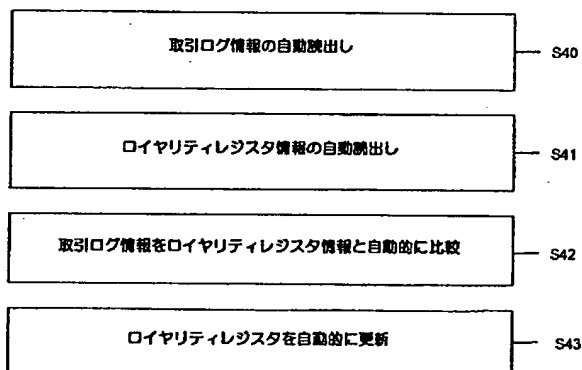 取引ログ情報の自動読出し
S40
ロイヤリティレジスタ情報の自動読出し
S41
取引ログ情報をロイヤリティレジスタ情報と自動的に比較
S42
ロイヤリティレジスタを自動的に更新
S43